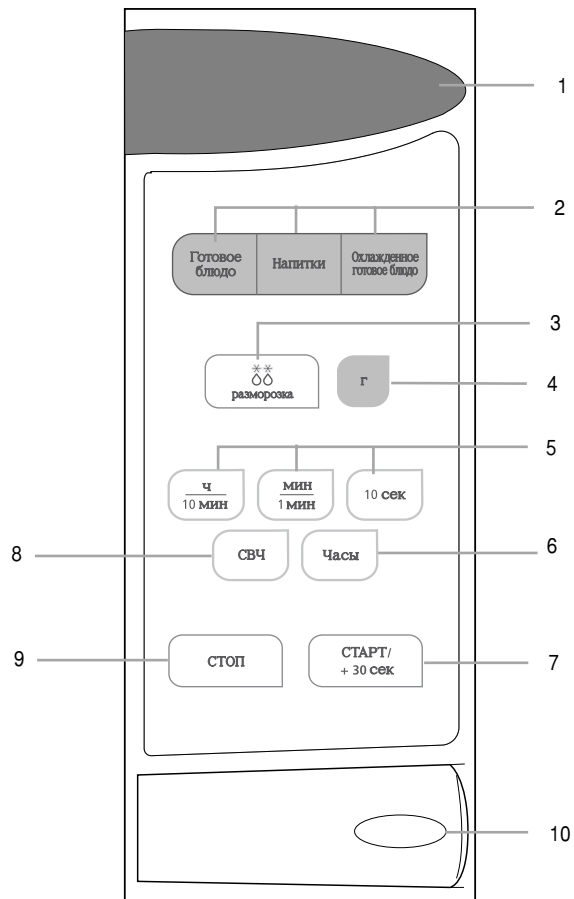 1
2
Готовое
блюдо
Напитки
Охлажденное
готовое блюдо
3
разморозка
г
4
5
ч
10 мин
мин
1 мин
10 сек
8
СВЧ
Часы
6
9
СТОП
СТАРТ/
+ 30 сек
7
10